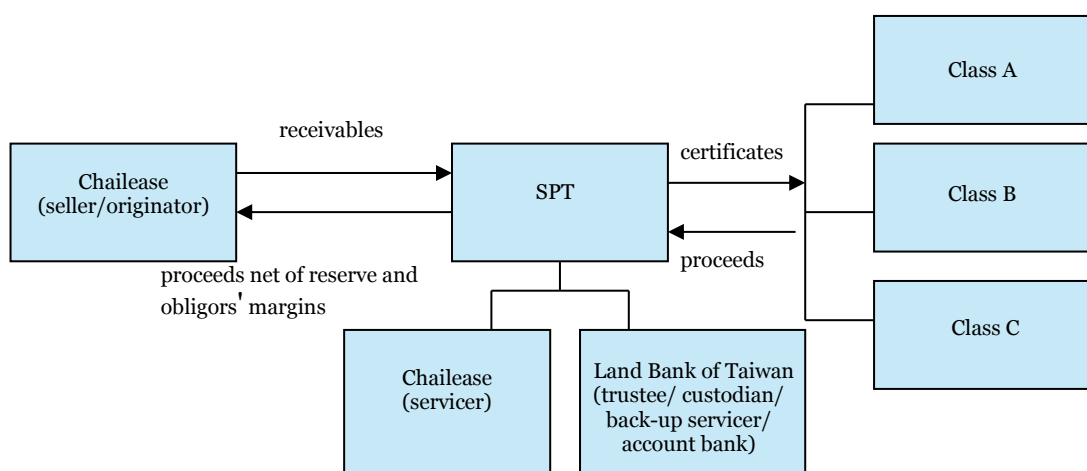 receivables
Chailease
(seller/originator)
proceeds net of reserve and
obligors' margins
SPT
certificates
proceeds
Class A
Class B
Class C
Chailease
(servicer)
Land Bank of Taiwan
(trustee/ custodian/
back-up servicer/
account bank)